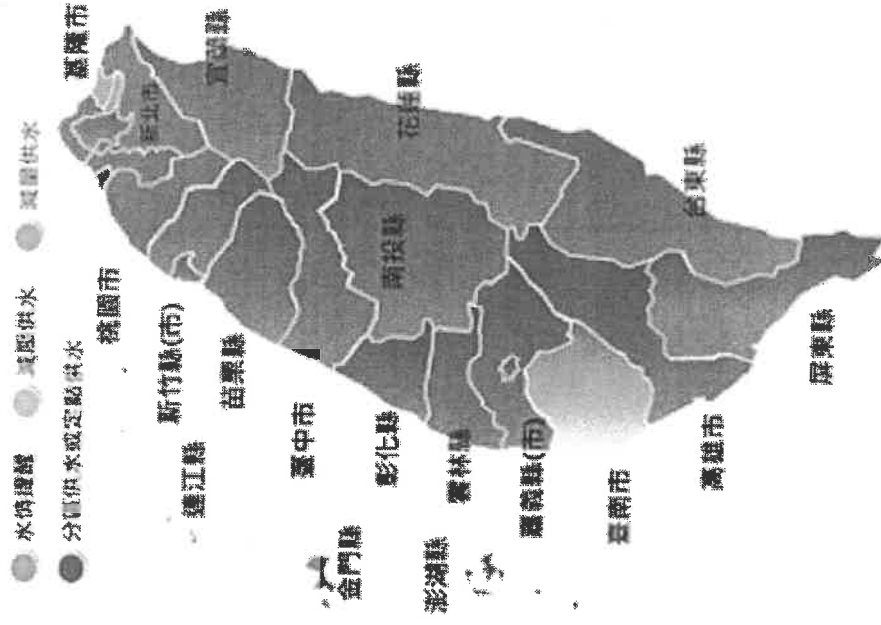 水情提醒
減壓供水
減量供水
分區供水或定點供水
基隆市
新北市
宜蘭縣
桃園市
新竹縣(市)
連江縣
苗栗縣
臺中市
花蓮縣
南投縣
彰化縣
金門縣
雲林縣
澎湖縣
嘉義縣(市)
台南市
台東縣
高雄市
屏東縣